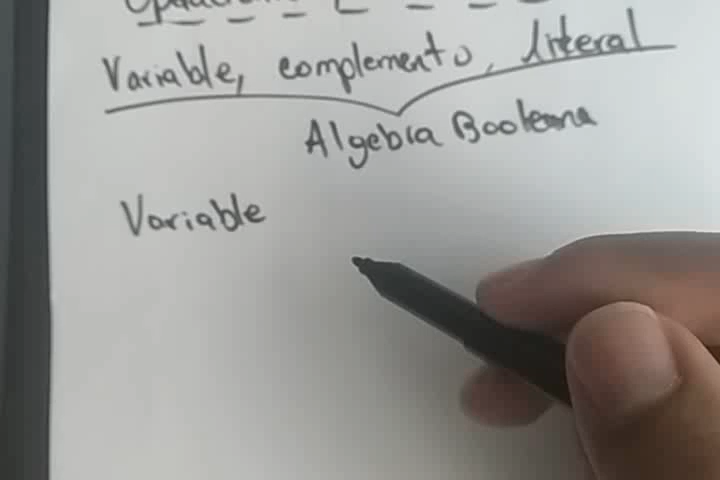 Variable, complemento, literal
Algebra Booleana
Variable